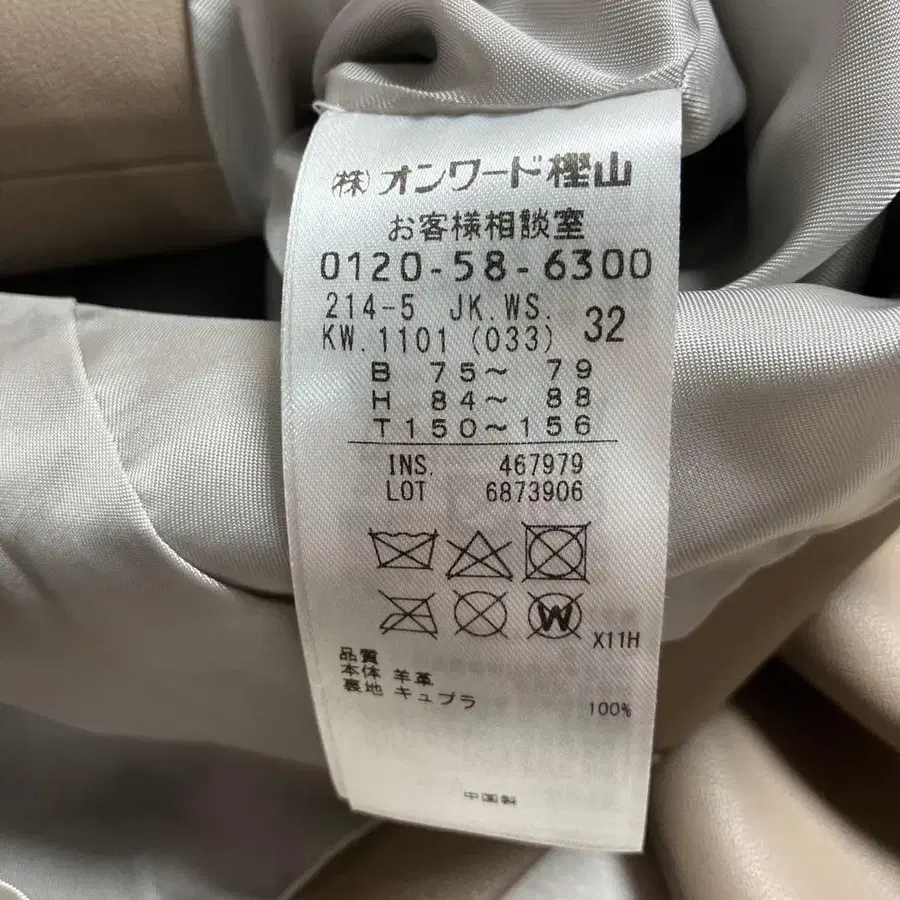 (株)オンワード樫山
お客様相談室
0120-58-6300
214-5 JK.WS.
KW.1101 (033) 32
B 75～ 79
H 84～ 88
T150～156
INS. 467979
LOT 6873906
W
X11H
品質
本体 羊革
裏地 キュプラ 100%
中国製